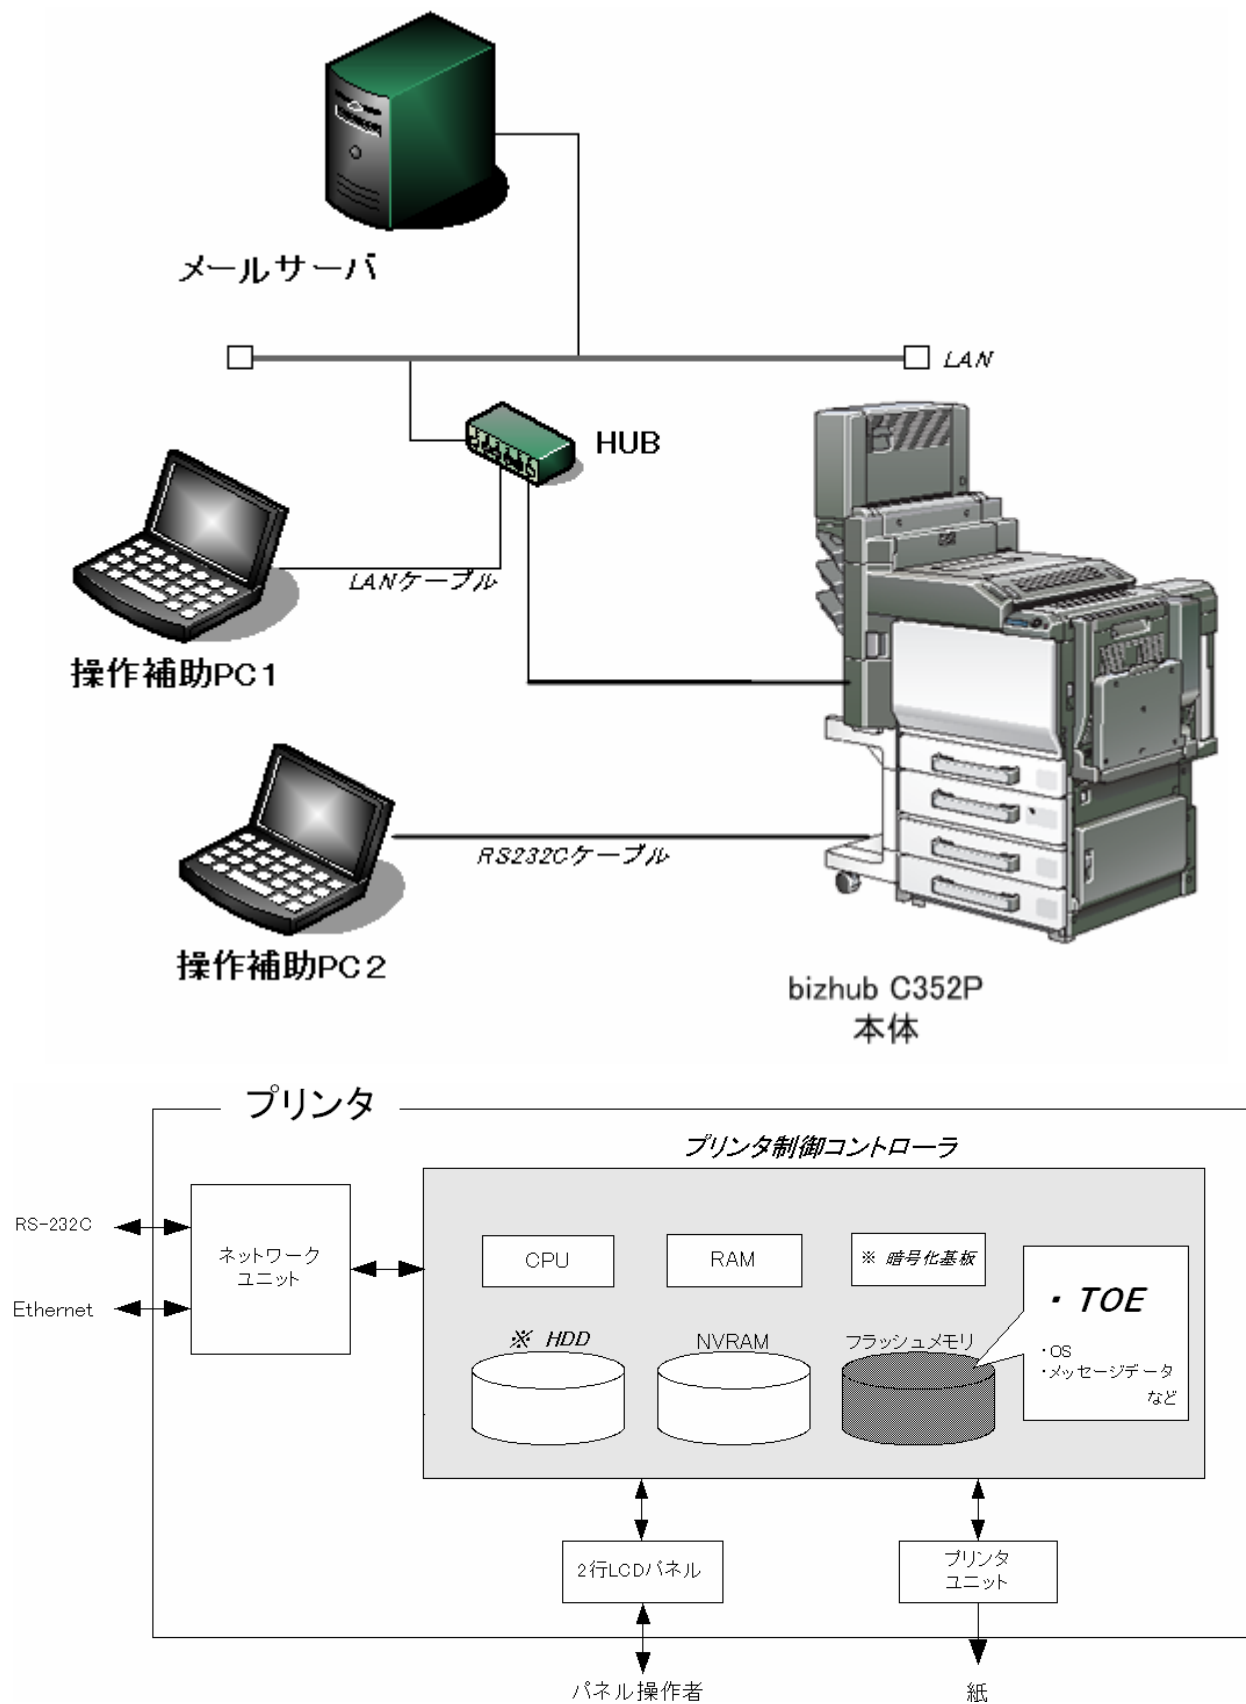 メールサーバ
LAN
HUB
LANケーブル
操作補助PC1
RS232Cケーブル
操作補助PC2
bizhub C352P
本体
プリンタ
プリンタ制御コントローラ
RS-232C
ネットワーク
ユニット
Ethernet
CPU
RAM
※ 暗号化基板
・TOE
・OS
・メッセージデータ
など
※ HDD
NVRAM
フラッシュメモリ
2行LCDパネル
プリンタ
ユニット
パネル操作者
紙